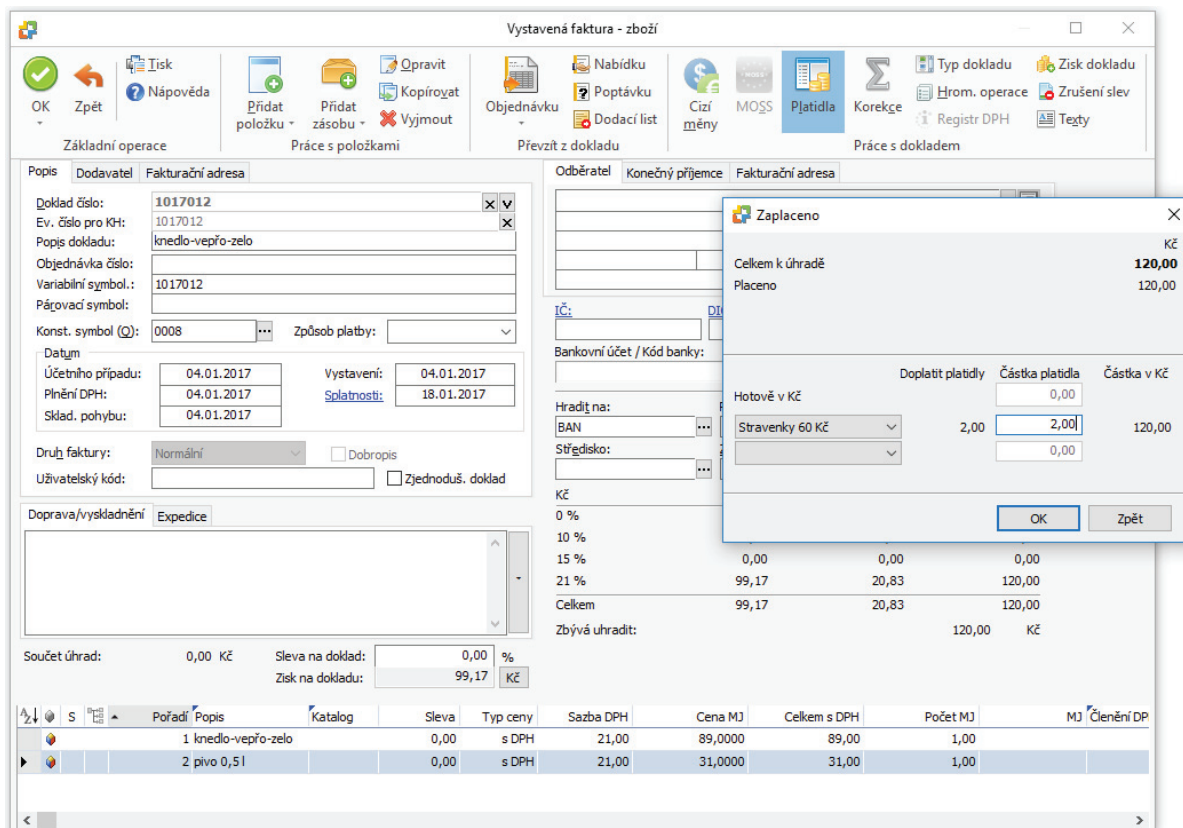 Vystavená faktura - zboží
OK
Zpět
Tisk
Nápověda
Základní operace
Přidat položku
Přidat zásobu
Opravit
Kopírovat
Vyjmout
Práce s položkami
Objednávku
Nabídku
Poptávku
Dodací list
Převzít z dokladu
Cizí měny
MOSS
Platidla
Korekce
Typ dokladu
Hrom. operace
Registr DPH
Zisk dokladu
Zrušení slev
Texty
Práce s dokladem
Popis Dodavatel Fakturační adresa
Doklad číslo: 1017012
Ev. číslo pro KH: 1017012
Popis dokladu: knedlo-vepřo-zelo
Objednávka číslo:
Variabilní symbol.: 1017012
Párovací symbol:
Konst. symbol (Q): 0008 Způsob platby:
Datum
Účetního případu: 04.01.2017 Vystavení: 04.01.2017
Plnění DPH: 04.01.2017 Splatnosti: 18.01.2017
Sklad. pohybu: 04.01.2017
Druh faktury: Normální Dobropis
Uživatelský kód: Zjednoduš. doklad
Doprava/vyskladnění Expedice
Součet úhrad: 0,00 Kč Sleva na doklad: 0,00 %
Zisk na dokladu: 99,17 Kč
Odběratel Konečný příjemce Fakturační adresa
IČ:
Bankovní účet / Kód banky:
Hradit na:
BAN
Středisko:
Kč
0 %
10 %
15 % 0,00 0,00 0,00
21 % 99,17 20,83 120,00
Celkem 99,17 20,83 120,00
Zbývá uhradit: 120,00 Kč
Zaplaceno
Kč
Celkem k úhradě 120,00
Placeno 120,00
Doplatit platidly Částka platidla Částka v Kč
Hotově v Kč 0,00
Stravenky 60 Kč 2,00 2,00 120,00
0,00
OK Zpět
S Pořadí Popis Katalog Sleva Typ ceny Sazba DPH Cena MJ Celkem s DPH Počet MJ MJ
1 knedlo-vepřo-zelo 0,00 s DPH 21,00 89,0000 89,00 1,00
2 pivo 0,5 l 0,00 s DPH 21,00 31,0000 31,00 1,00